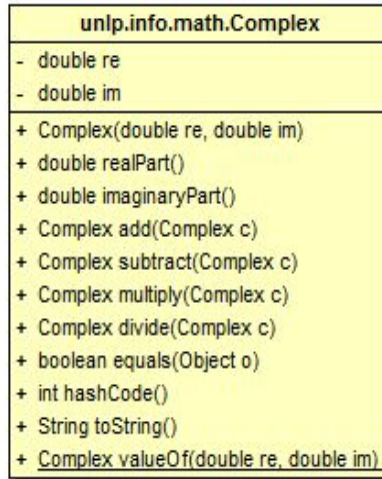 unlp.info.math.Complex
- double re
- double im
+ Complex(double re, double im)
+ double realPart()
+ double imaginaryPart()
+ Complex add(Complex c)
+ Complex subtract(Complex c)
+ Complex multiply(Complex c)
+ Complex divide(Complex c)
+ boolean equals(Object o)
+ int hashCode()
+ String toString()
+ Complex valueOf(double re, double im)